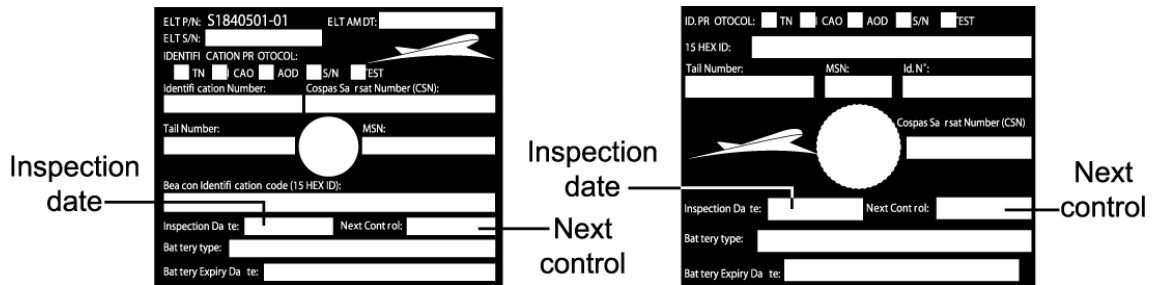 ELT P/N: S1840501-01 ELT AMDT:
ELT S/N:
IDENTIFI CATION PR OTOCOL:
TN I CAO AOD S/N TEST
Identifi cation Number: Cospas Sa rsat Number (CSN):
Tail Number: MSN:
Bea con Identifi cation code (15 HEX ID):
Inspection Da te: Next Cont rol:
Bat tery type:
Bat tery Expiry Da te:
Inspection
date
Next
control
ID. PR OTOCOL: TN I CAO AOD S/N TEST
15 HEX ID:
Tail Number: MSN: Id. N°:
Cospas Sa rsat Number (CSN)
Inspection Da te: Next Cont rol:
Bat tery type:
Bat tery Expiry Da te:
Inspection
date
Next
control